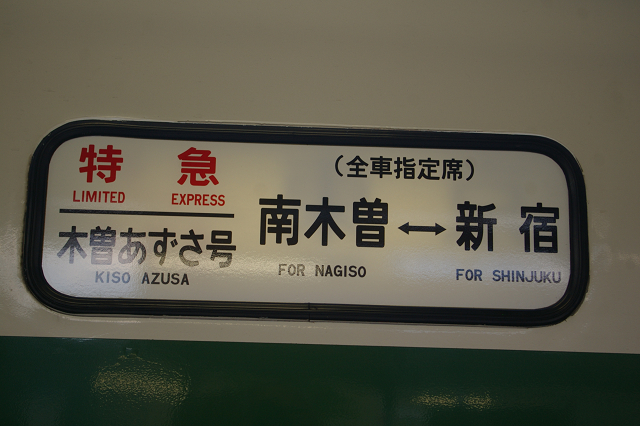 特急
LIMITED EXPRESS
木曽あずさ号
KISO AZUSA
(全車指定席)
南木曽↔新宿
FOR NAGISO FOR SHINJUKU